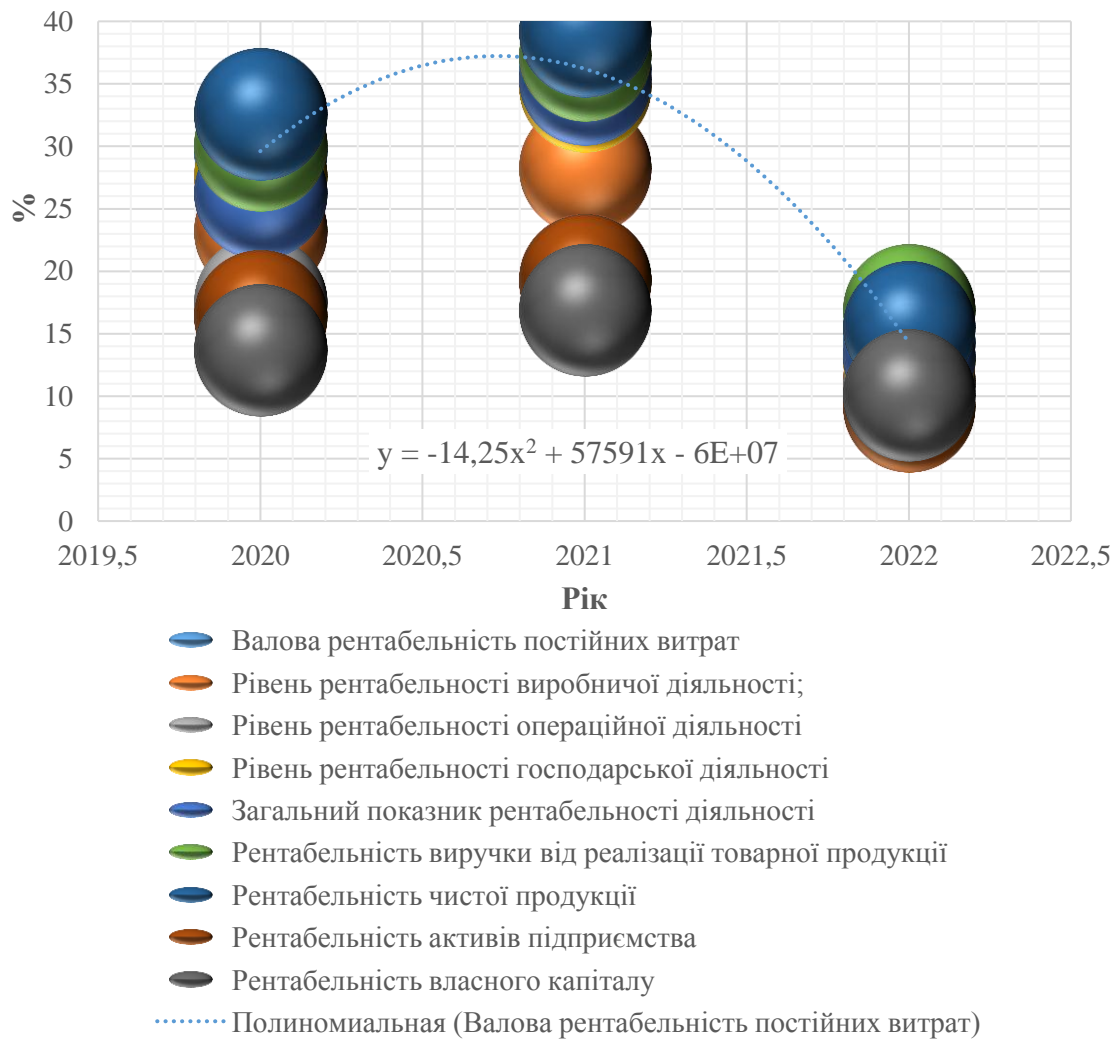 40
35
30
25
20
15
10
5
0
%
y = -14,25x² + 57591x - 6E+07
2019,5 2020 2020,5 2021 2021,5 2022 2022,5
Рік
Валова рентабельність постійних витрат
Рівень рентабельності виробничої діяльності;
Рівень рентабельності операційної діяльності
Рівень рентабельності господарської діяльності
Загальний показник рентабельності діяльності
Рентабельність виручки від реалізації товарної продукції
Рентабельність чистої продукції
Рентабельність активів підприємства
Рентабельність власного капіталу
Полиномиальная (Валова рентабельність постійних витрат)